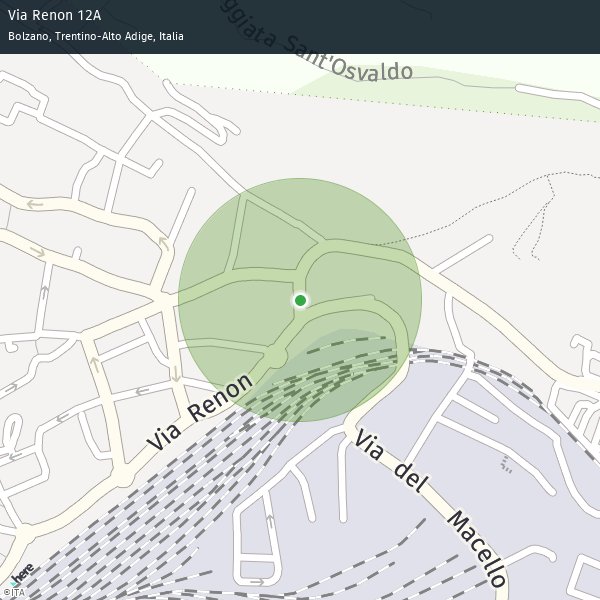 Via Renon 12A
Bolzano, Trentino-Alto Adige, Italia
ggiata Sant'Osvaldo
Via Renon
Via del Macello
here
©ITA